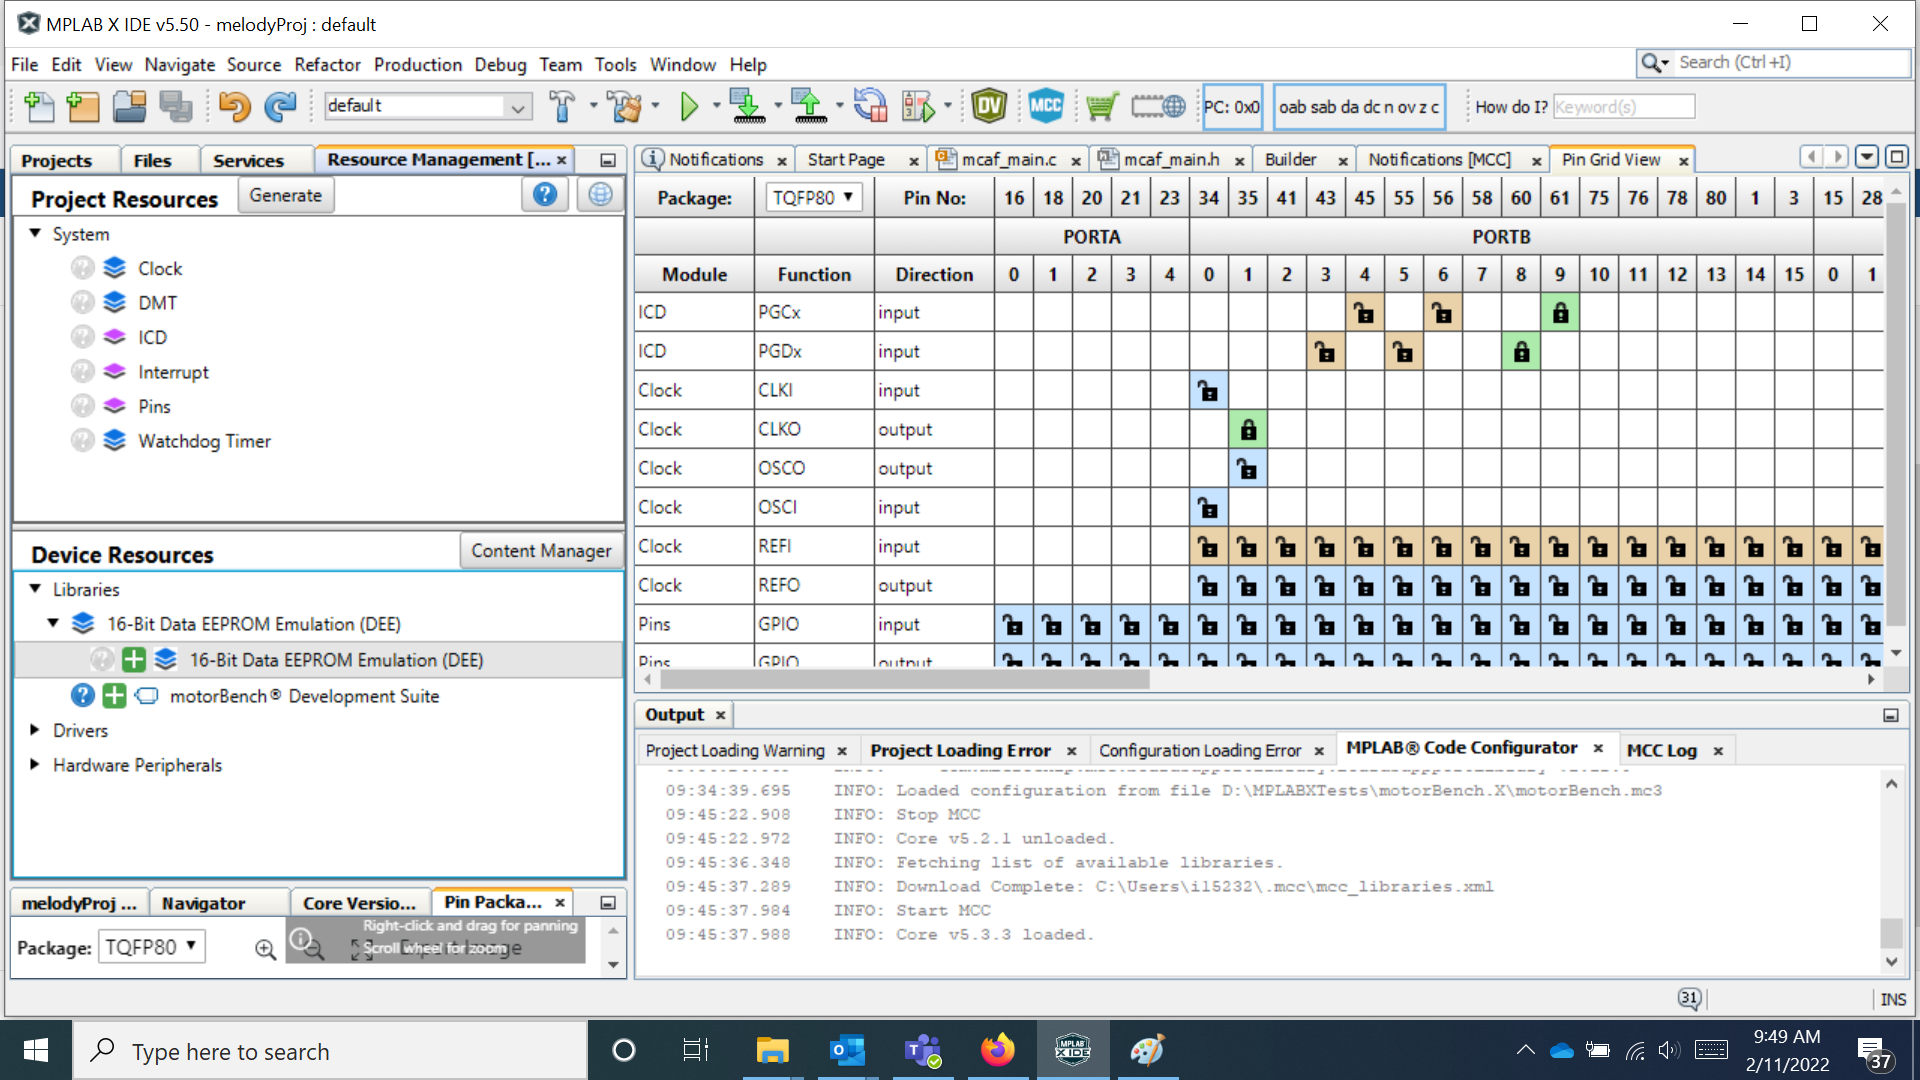 MPLAB X IDE v5.50 - melodyProj : default
File Edit View Navigate Source Refactor Production Debug Team Tools Window Help
Search (Ctrl+I)
default
DV
MCC
PC: 0x0
oab sab da dc n ov z c
How do I?
Keyword(s)
Projects
Files
Services
Resource Management [...
Project Resources
Generate
System
Clock
DMT
ICD
Interrupt
Pins
Watchdog Timer
Device Resources
Content Manager
Libraries
16-Bit Data EEPROM Emulation (DEE)
16-Bit Data EEPROM Emulation (DEE)
motorBench® Development Suite
Drivers
Hardware Peripherals
melodyProj ...
Navigator
Core Versio...
Pin Packa...
Package: TQFP80
Right-click and drag for panning
Scroll wheel for zoom
Notifications
Start Page
mcaf_main.c
mcaf_main.h
Builder
Notifications [MCC]
Pin Grid View
Package: TQFP80 Pin No: 16 18 20 21 23 34 35 41 43 45 55 56 58 60 61 75 76 78 80 1 3 15 28
PORTA PORTB
Module Function Direction 0 1 2 3 4 0 1 2 3 4 5 6 7 8 9 10 11 12 13 14 15 0 1
ICD PGCx input
ICD PGDx input
Clock CLKI input
Clock CLKO output
Clock OSCO output
Clock OSCI input
Clock REFI input
Clock REFO output
Pins GPIO input
Pins GPIO output
Output
Project Loading Warning
Project Loading Error
Configuration Loading Error
MPLAB® Code Configurator
MCC Log
09:34:39.695 INFO: Loaded configuration from file D:\MPLABXTests\motorBench.X\motorBench.mc3
09:45:22.908 INFO: Stop MCC
09:45:22.972 INFO: Core v5.2.1 unloaded.
09:45:36.348 INFO: Fetching list of available libraries.
09:45:37.289 INFO: Download Complete: C:\Users\i15232\.mcc\mcc_libraries.xml
09:45:37.984 INFO: Start MCC
09:45:37.988 INFO: Core v5.3.3 loaded.
31
INS
Type here to search
MPLAB
X IDE
9:49 AM
2/11/2022
37